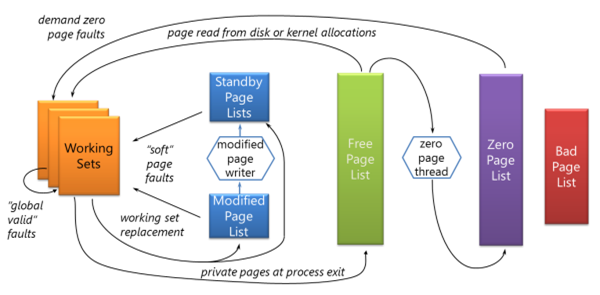 demand zero
page faults
page read from disk or kernel allocations
Standby
Page
Lists
Working
Sets
"soft"
page
faults
modified
page
writer
Free
Page
List
zero
page
thread
Zero
Page
List
Bad
Page
List
"global
valid"
faults
working set
replacement
Modified
Page
List
private pages at process exit